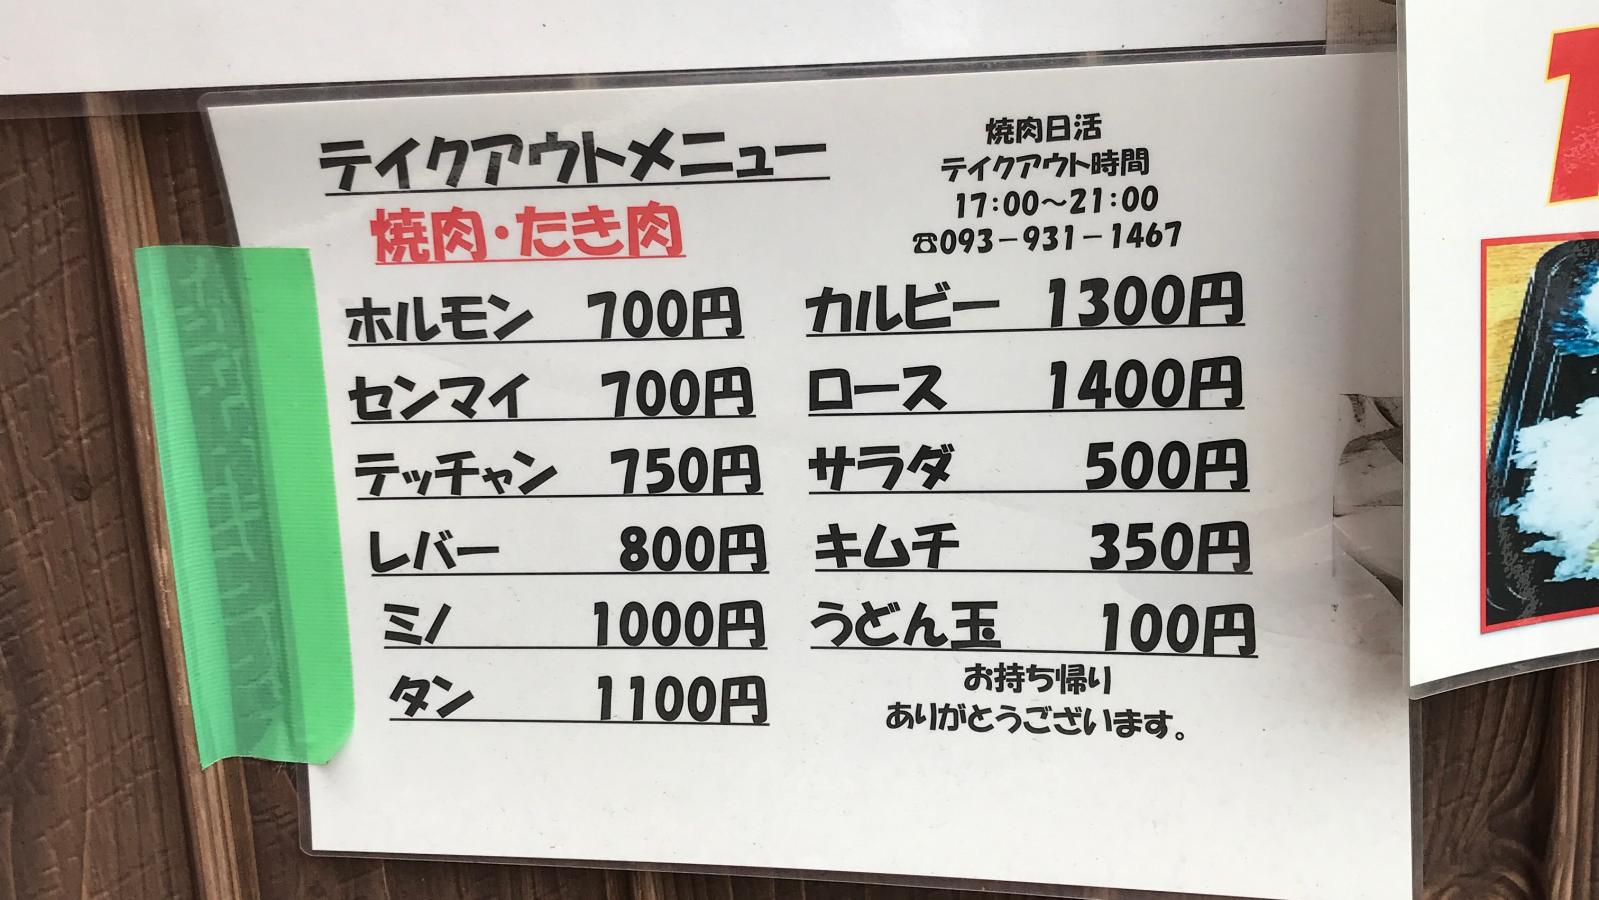 テイクアウトメニュー
焼肉・たき肉
焼肉日活
テイクアウト時間
17:00～21:00
☎093－931－1467
ホルモン 700円
センマイ 700円
テッチャン 750円
レバー 800円
ミノ 1000円
タン 1100円
カルビー 1300円
ロース 1400円
サラダ 500円
キムチ 350円
うどん玉 100円
お持ち帰り
ありがとうございます。